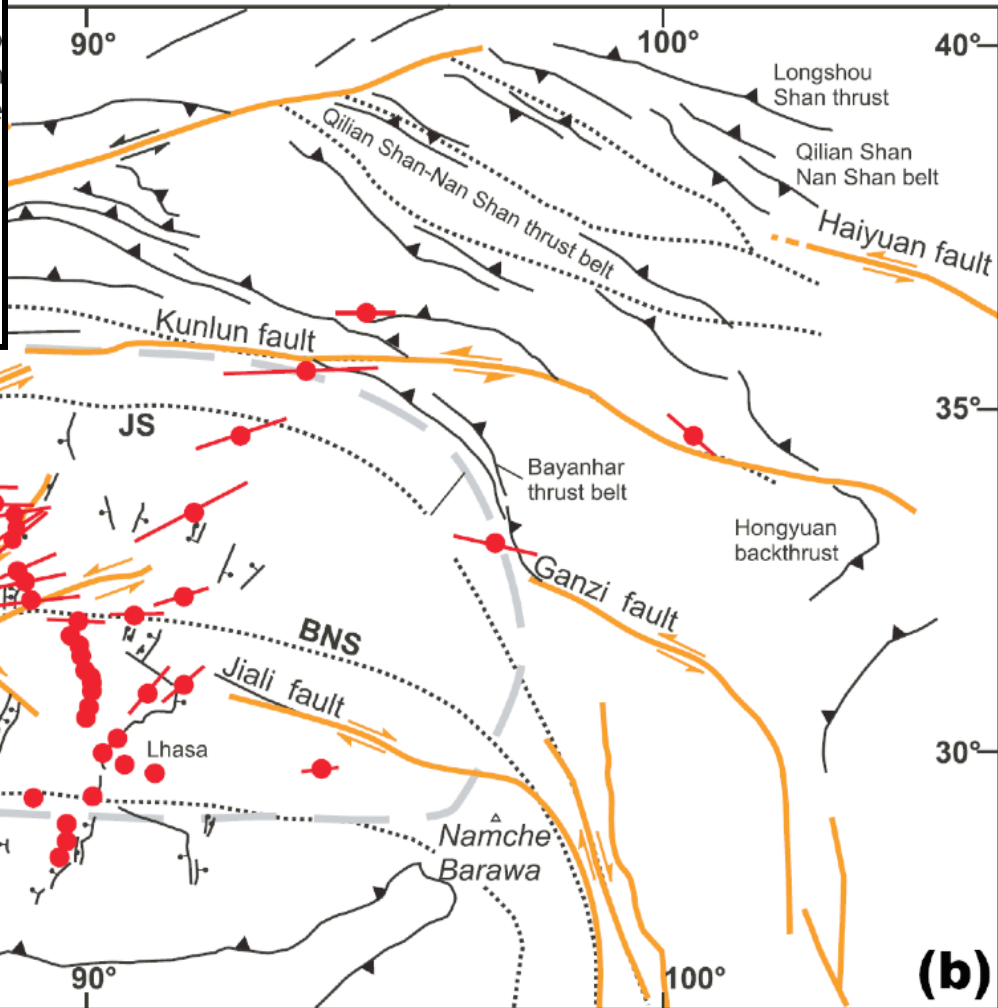 90°
100°
40°
Longshou
Shan thrust
Qilian Shan
Nan Shan belt
Qilian Shan-Nan Shan thrust belt
Haiyuan fault
Kunlun fault
35°
JS
Bayanhar
thrust belt
Hongyuan
backthrust
Ganzi fault
BNS
Jiali fault
Lhasa
30°
Namche
Barawa
90°
100°
(b)